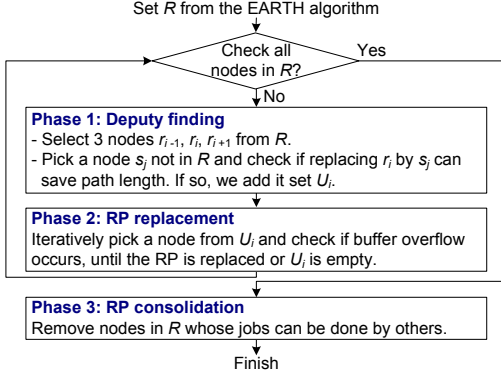 Set R from the EARTH algorithm
Check all
nodes in R?
Yes
No
Phase 1: Deputy finding
- Select 3 nodes ri-1, ri, ri+1 from R.
- Pick a node sj not in R and check if replacing ri by sj can
save path length. If so, we add it set Ui.
Phase 2: RP replacement
Iteratively pick a node from Ui and check if buffer overflow
occurs, until the RP is replaced or Ui is empty.
Phase 3: RP consolidation
Remove nodes in R whose jobs can be done by others.
Finish